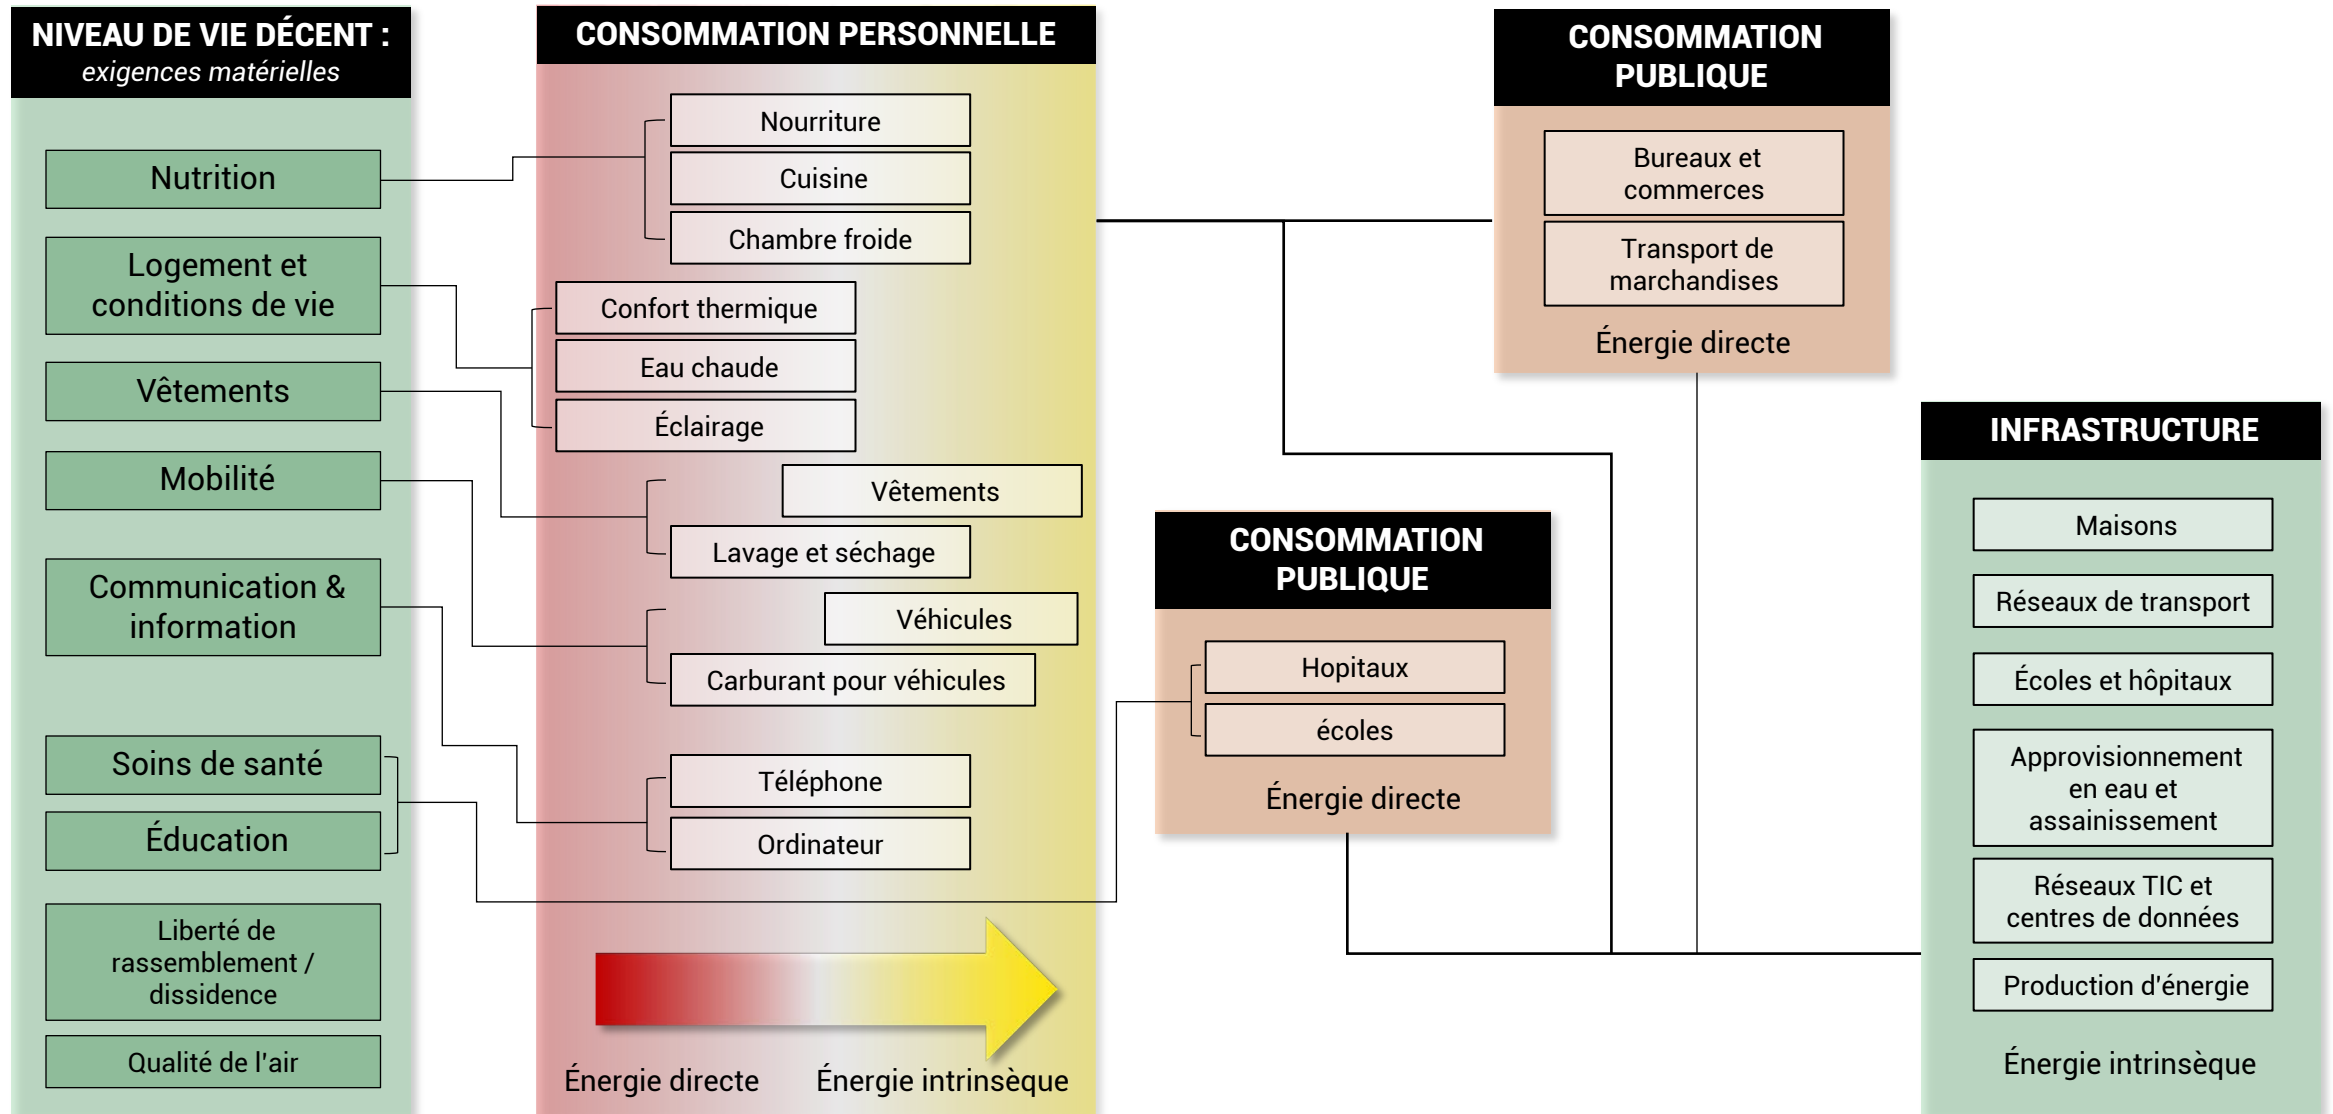 NIVEAU DE VIE DÉCENT :
exigences matérielles
Nutrition
Logement et
conditions de vie
Vêtements
Mobilité
Communication &
information
Soins de santé
Éducation
Liberté de
rassemblement /
dissidence
Qualité de l'air
CONSOMMATION PERSONNELLE
Nourriture
Cuisine
Chambre froide
Confort thermique
Eau chaude
Éclairage
Vêtements
Lavage et séchage
Véhicules
Carburant pour véhicules
Téléphone
Ordinateur
Énergie directe
Énergie intrinsèque
CONSOMMATION
PUBLIQUE
Bureaux et
commerces
Transport de
marchandises
Énergie directe
CONSOMMATION
PUBLIQUE
Hopitaux
écoles
Énergie directe
INFRASTRUCTURE
Maisons
Réseaux de transport
Écoles et hôpitaux
Approvisionnement
en eau et
assainissement
Réseaux TIC et
centres de données
Production d'énergie
Énergie intrinsèque